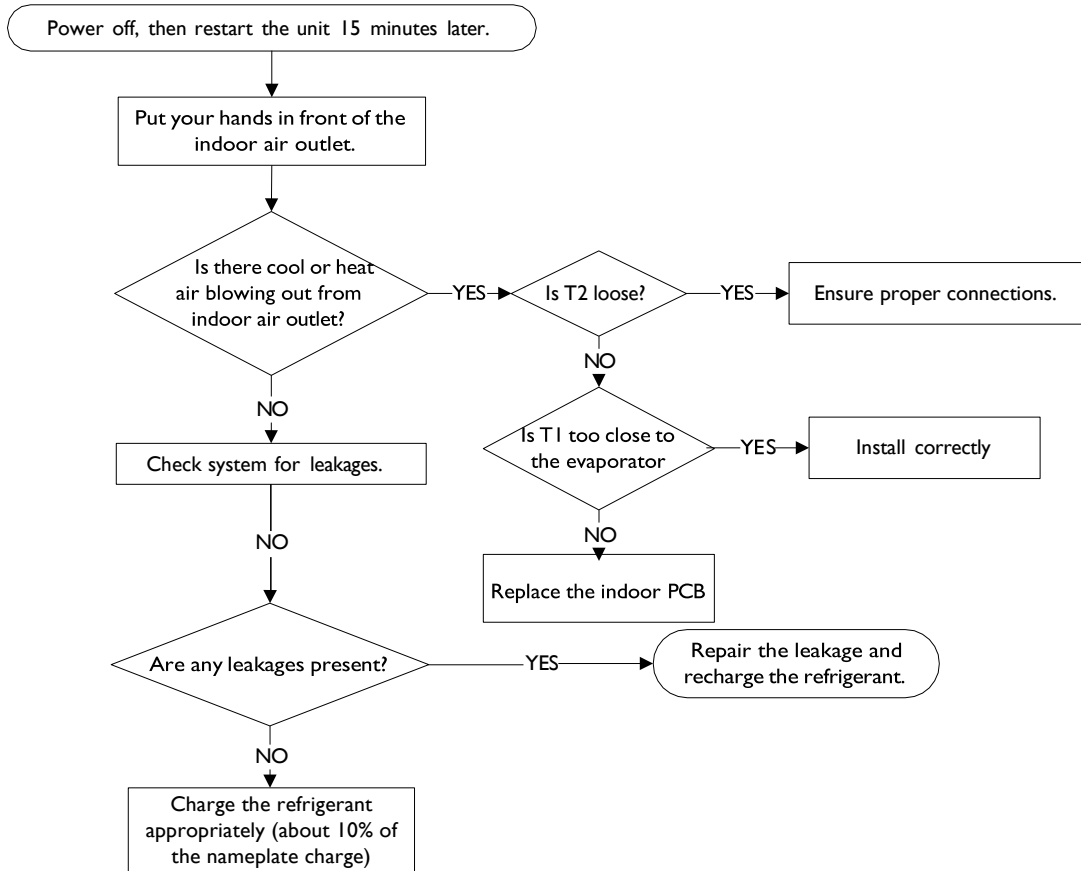 Power off, then restart the unit 15 minutes later.
Put your hands in front of the
indoor air outlet.
Is there cool or heat
air blowing out from
indoor air outlet?
YES
Is T2 loose?
YES
Ensure proper connections.
NO
Is T1 too close to
the evaporator
YES
Install correctly
NO
Replace the indoor PCB
NO
Check system for leakages.
NO
Are any leakages present?
YES
Repair the leakage and
recharge the refrigerant.
NO
Charge the refrigerant
appropriately (about 10% of
the nameplate charge)